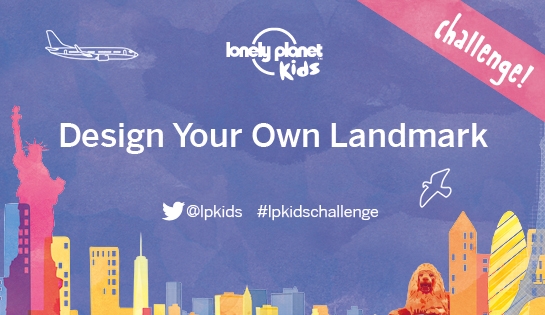 challenge!
lonely planet
kids
Design Your Own Landmark
@lpkids #lpkidschallenge